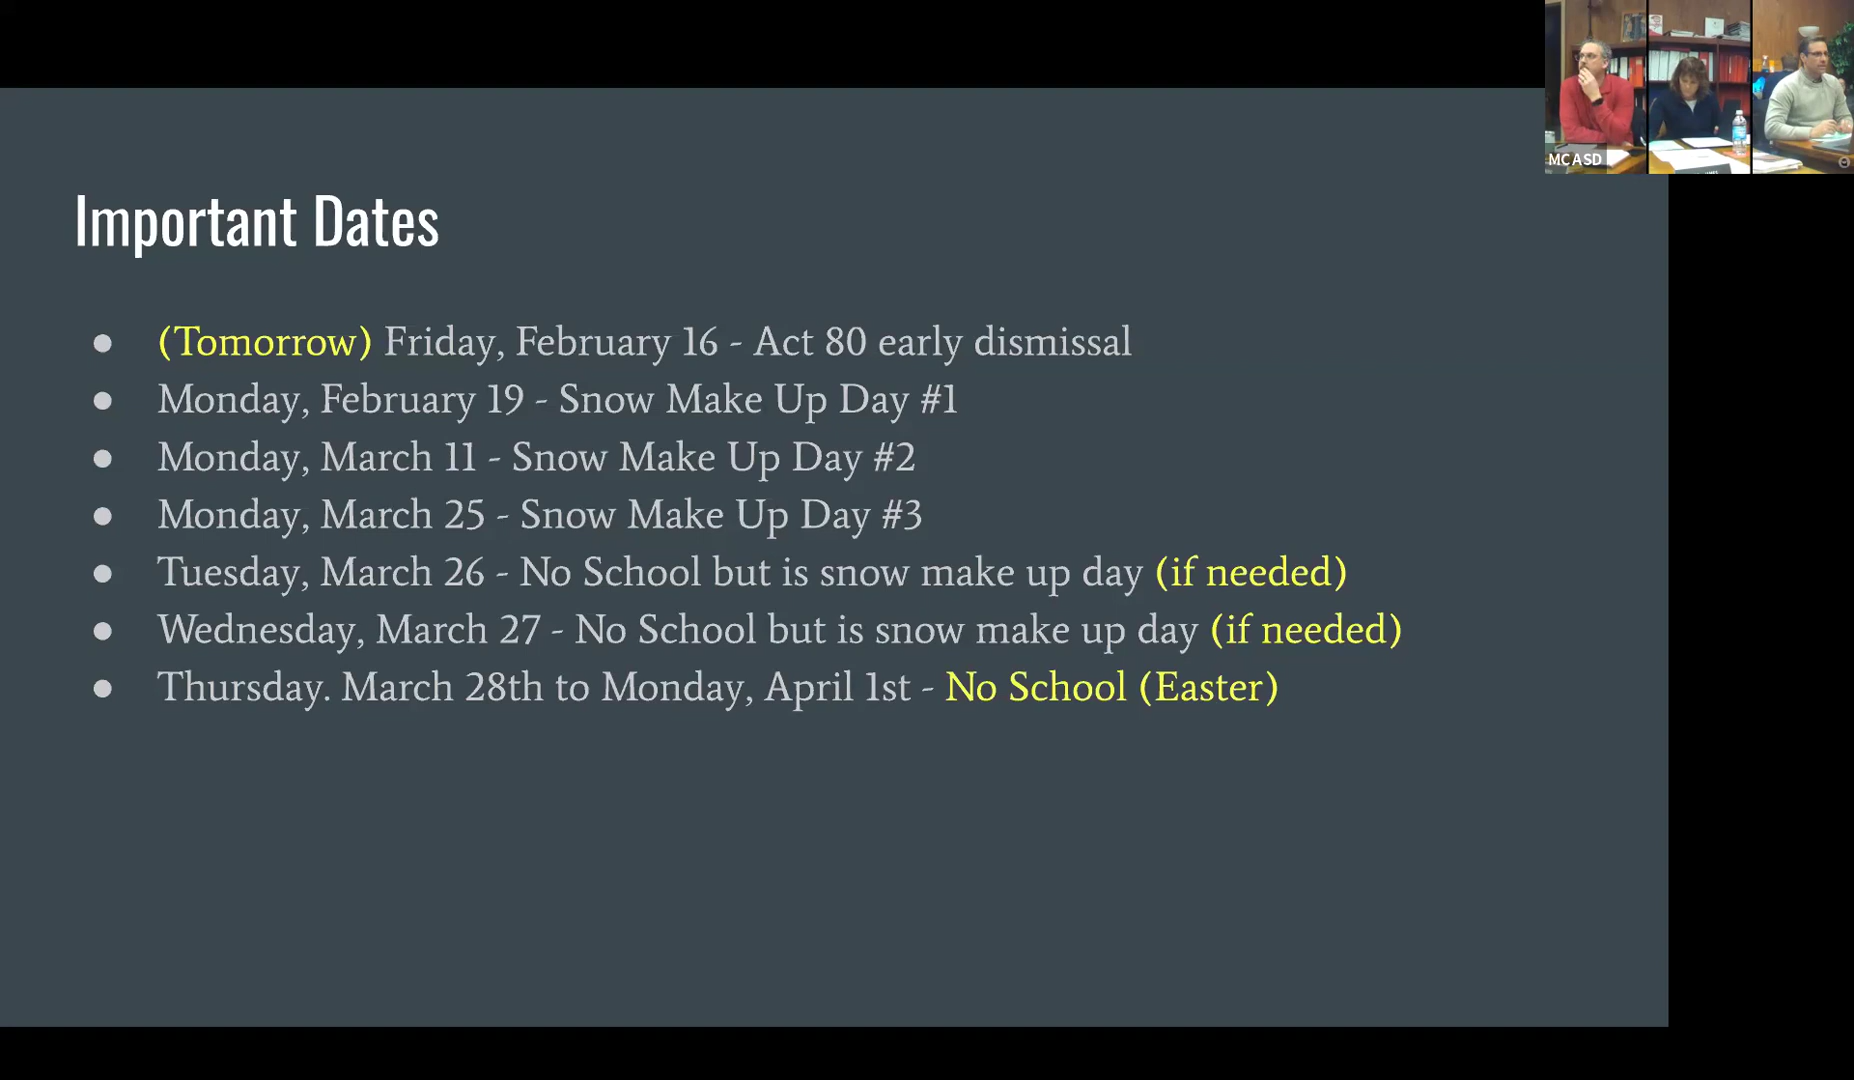 MCASD
Important Dates
● (Tomorrow) Friday, February 16 - Act 80 early dismissal
● Monday, February 19 - Snow Make Up Day #1
● Monday, March 11 - Snow Make Up Day #2
● Monday, March 25 - Snow Make Up Day #3
● Tuesday, March 26 - No School but is snow make up day (if needed)
● Wednesday, March 27 - No School but is snow make up day (if needed)
● Thursday. March 28th to Monday, April 1st - No School (Easter)